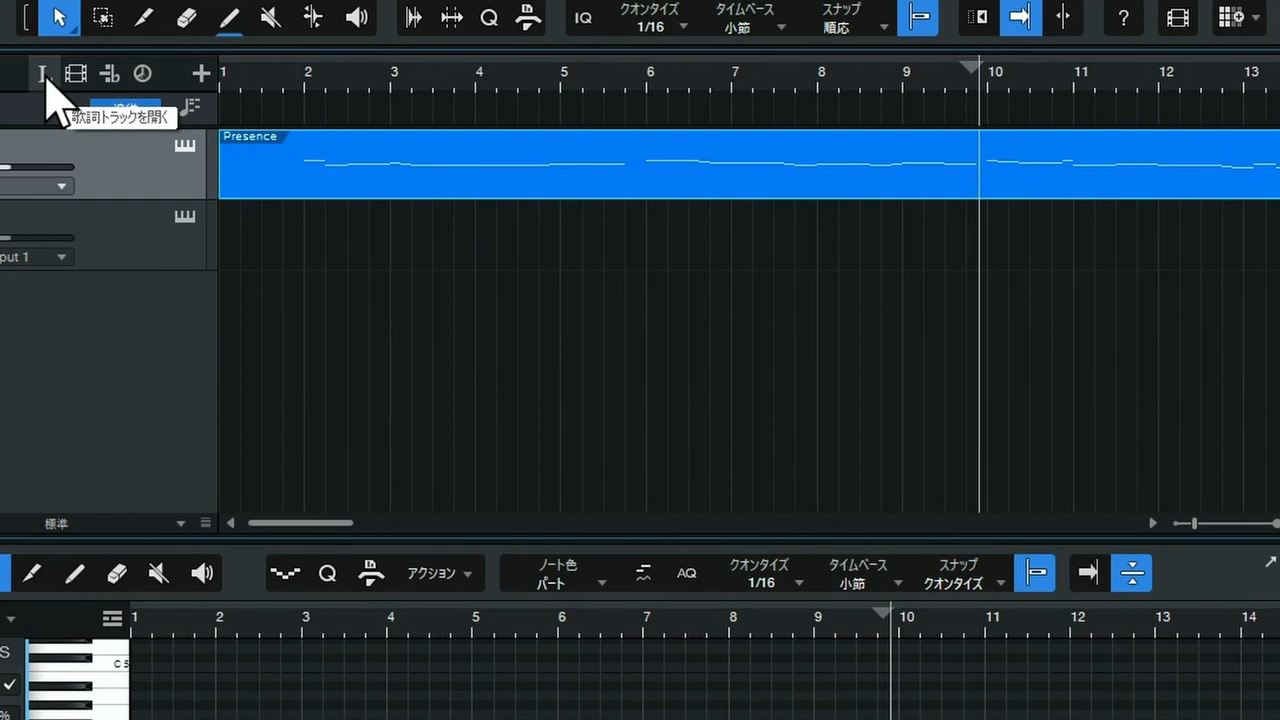 IQ クオンタイズ タイムベース スナップ ?
1/16 小節 順応
1 2 3 4 5 6 7 8 9 10 11 12 13
歌詞トラックを開く
Presence
put 1
標準
Q アクション ノート色 AQ クオンタイズ タイムベース スナップ
パート 1/16 小節 クオンタイズ
1 2 3 4 5 6 7 8 9 10 11 12 13 14
S C 5
%